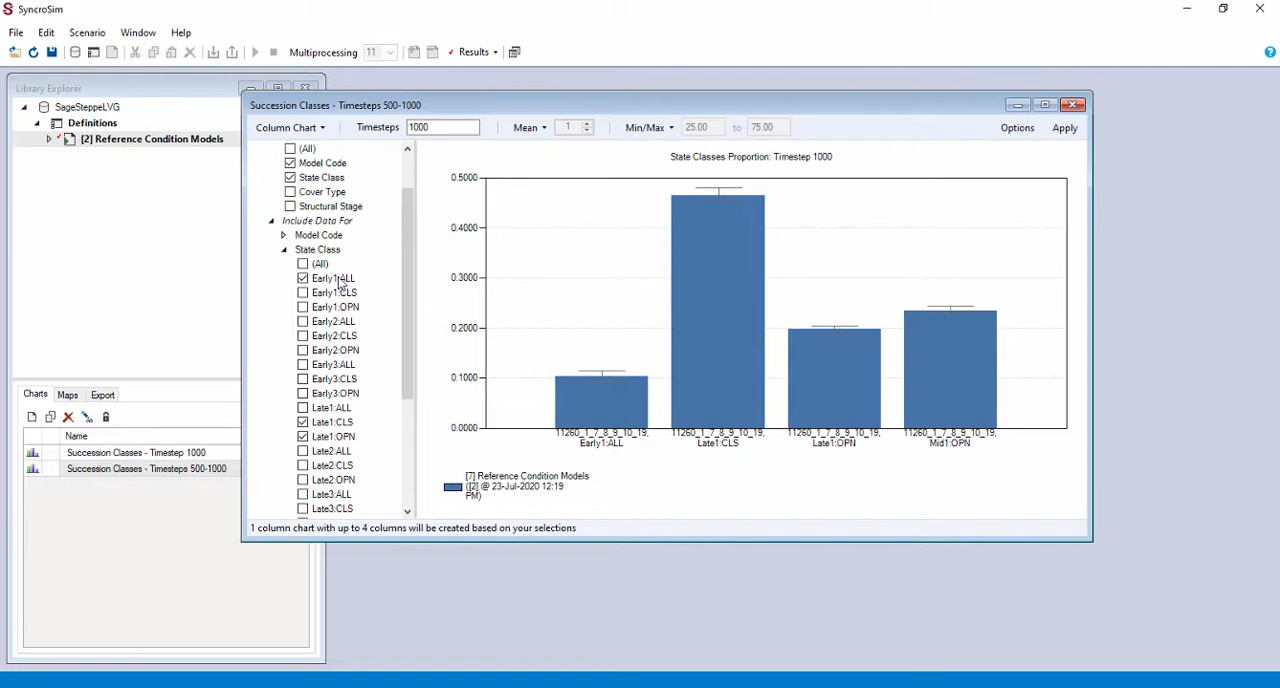 SyncroSim
File Edit Scenario Window Help
Multiprocessing 11 Results
Library Explorer
SageSteppeLVG
Definitions
[2] Reference Condition Models
Charts Maps Export
Name
Succession Classes - Timestep 1000
Succession Classes - Timesteps 500-1000
Succession Classes - Timesteps 500-1000
Column Chart Timesteps 1000 Mean 1 Min/Max 25.00 to 75.00 Options Apply
(All)
Model Code
State Class
Cover Type
Structural Stage
Include Data For
Model Code
State Class
(All)
Early1:ALL
Early1:CLS
Early1:OPN
Early2:ALL
Early2:CLS
Early2:OPN
Early3:ALL
Early3:CLS
Early3:OPN
Late1:ALL
Late1:CLS
Late1:OPN
Late2:ALL
Late2:CLS
Late2:OPN
Late3:ALL
Late3:CLS
State Classes Proportion: Timestep 1000
0.5000
0.4000
0.3000
0.2000
0.1000
0.0000
11260_1_7_8_9_10_19, 11260_1_7_8_9_10_19, 11260_1_7_8_9_10_19, 11260_1_7_8_9_10_19,
Early1:ALL Late1:CLS Late1:OPN Mid1:OPN
[7] Reference Condition Models
([2] @ 23-Jul-2020 12:19
PM)
1 column chart with up to 4 columns will be created based on your selections